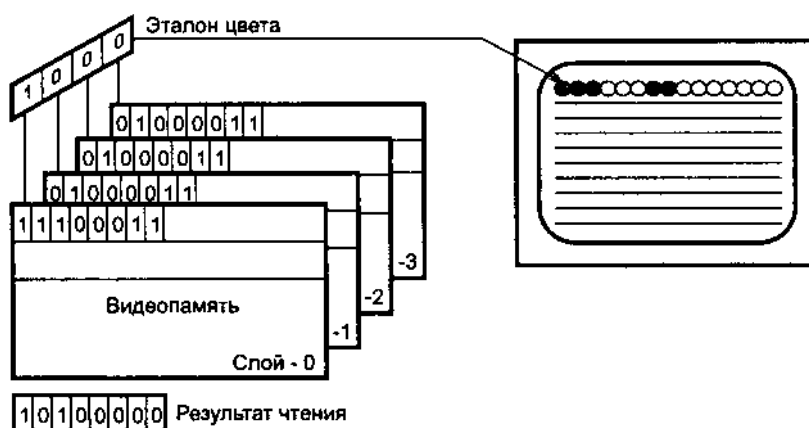 Эталон цвета
1 0 0 0
0 1 0 0 0 0 1 1
0 1 0 0 0 0 1 1
0 1 0 0 0 0 1 1
1 1 1 0 0 0 1 1
-3
-2
-1
Видеопамять
Слой - 0
1 0 1 0 0 0 0 0 Результат чтения